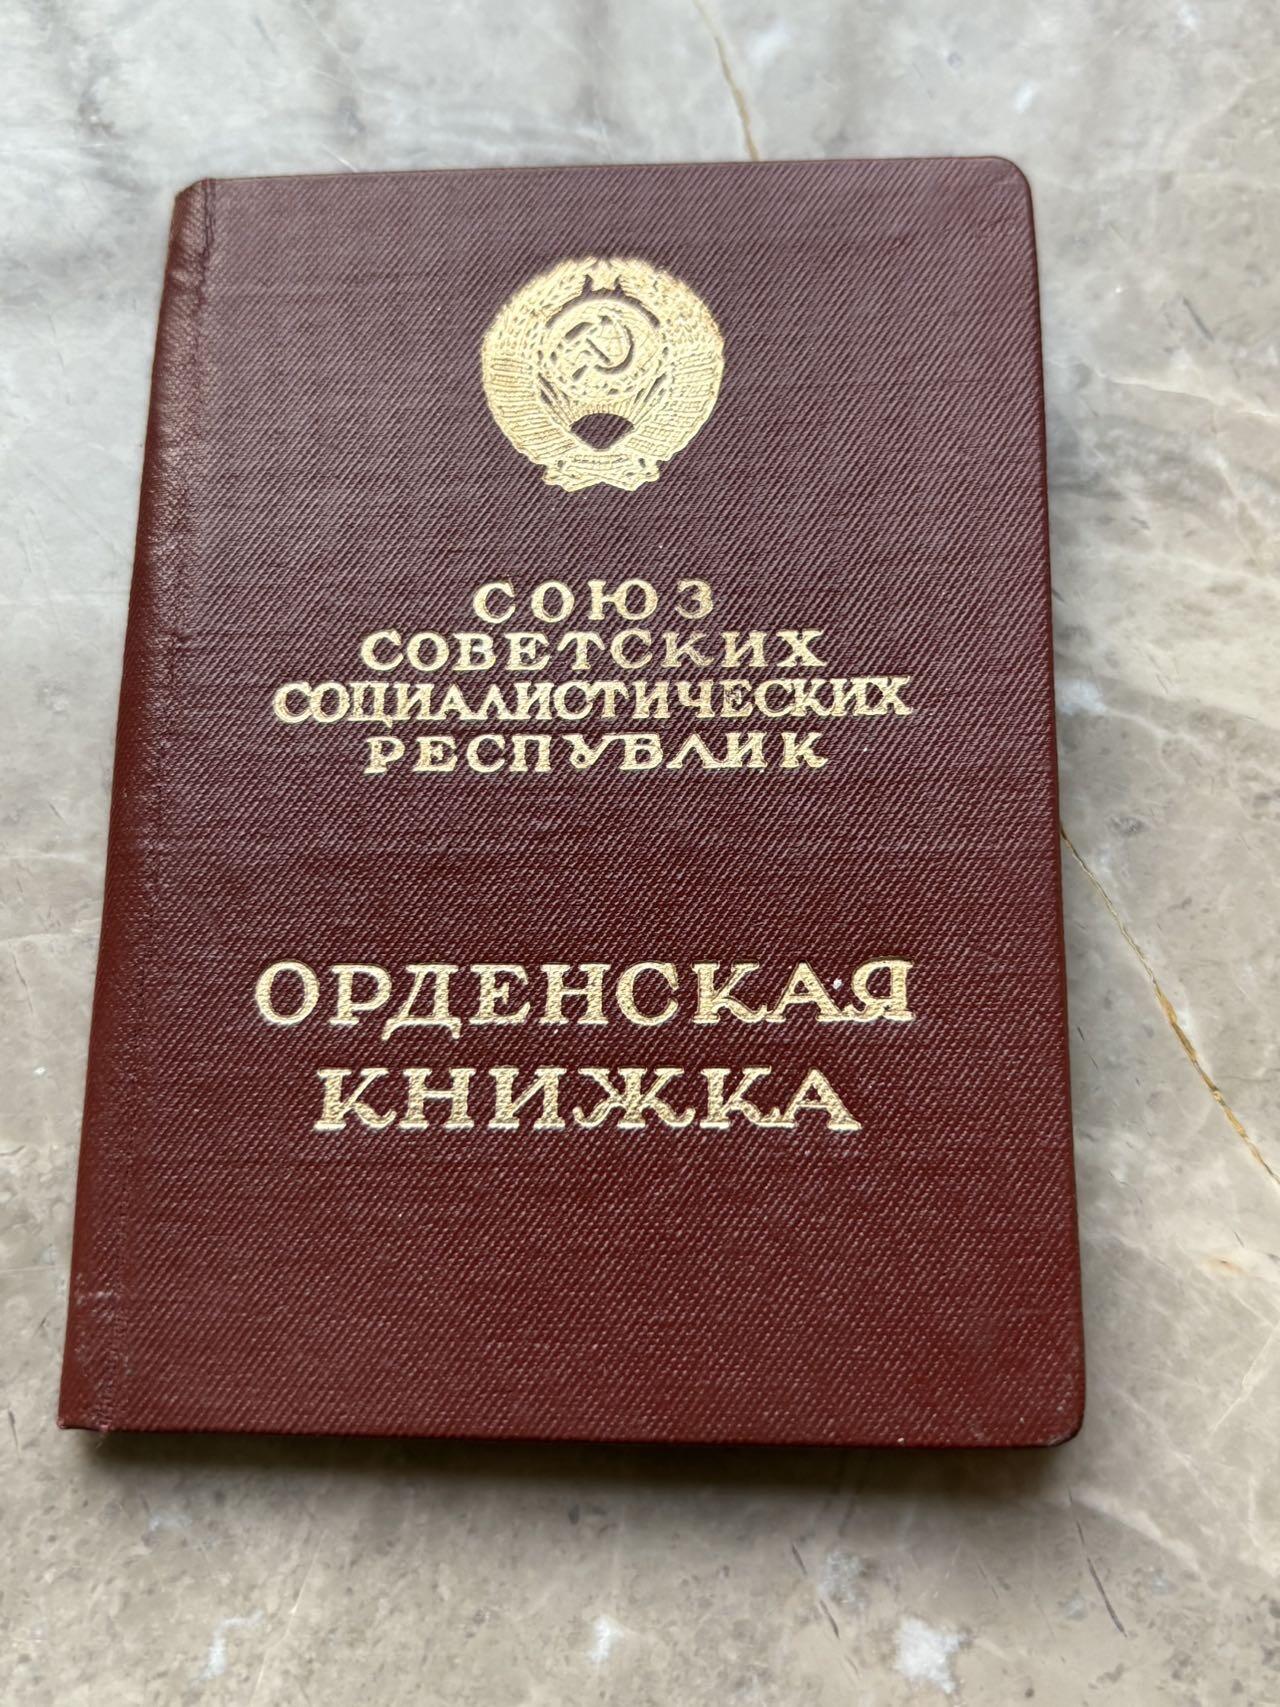 СОЮЗ
СОВЕТСКИХ
СОЦИАЛИСТИЧЕСКИХ
РЕСПУБЛИК
ОРДЕНСКАЯ
КНИЖКА